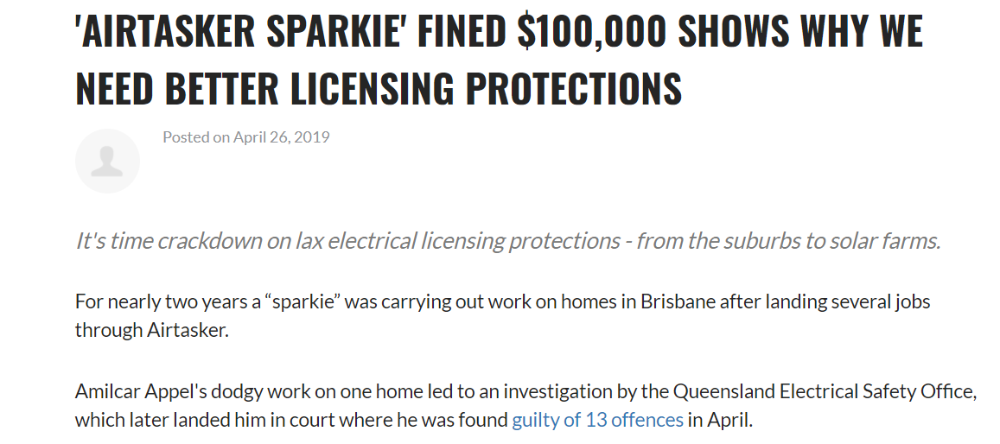 'AIRTASKER SPARKIE' FINED $100,000 SHOWS WHY WE
NEED BETTER LICENSING PROTECTIONS
Posted on April 26, 2019
It's time crackdown on lax electrical licensing protections - from the suburbs to solar farms.
For nearly two years a “sparkie” was carrying out work on homes in Brisbane after landing several jobs
through Airtasker.
Amilcar Appel's dodgy work on one home led to an investigation by the Queensland Electrical Safety Office,
which later landed him in court where he was found guilty of 13 offences in April.